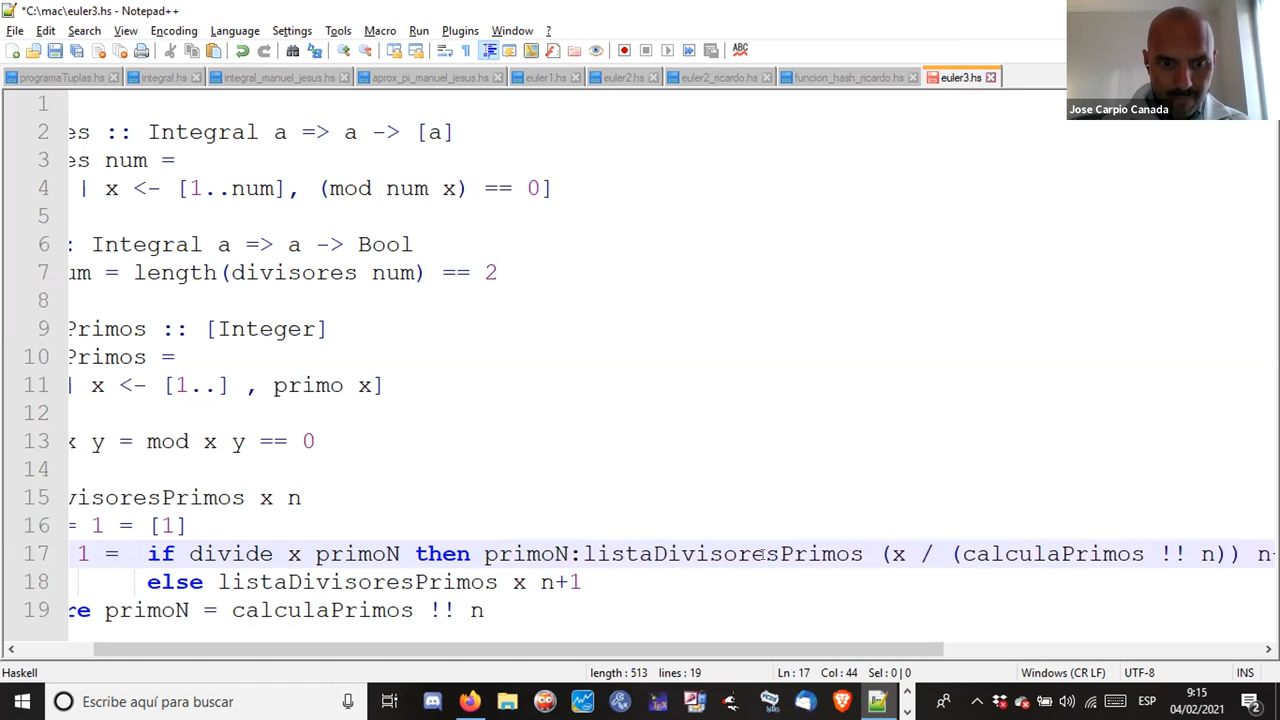 *C:\mac\euler3.hs - Notepad++
File Edit Search View Encoding Language Settings Tools Macro Run Plugins Window ?
programaTuplas.hs integral.hs integral_manuel_jesus.hs aprox_pi_manuel_jesus.hs euler1.hs euler2.hs euler2_ricardo.hs funcion_hash_ricardo.hs euler3.hs
Jose Carpio Canada
1
2 es :: Integral a => a -> [a]
3 es num =
4 | x <- [1..num], (mod num x) == 0]
5
6 : Integral a => a -> Bool
7 um = length(divisores num) == 2
8
9 Primos :: [Integer]
10 Primos =
11 | x <- [1..] , primo x]
12
13 x y = mod x y == 0
14
15 visoresPrimos x n
16 = 1 = [1]
17 1 = if divide x primoN then primoN:listaDivisoresPrimos (x / (calculaPrimos !! n)) n
18 else listaDivisoresPrimos x n+1
19 re primoN = calculaPrimos !! n
Haskell length : 513 lines : 19 Ln : 17 Col : 44 Sel : 0 | 0 Windows (CR LF) UTF-8 INS
Escribe aquí para buscar
ESP
9:15
04/02/2021
2